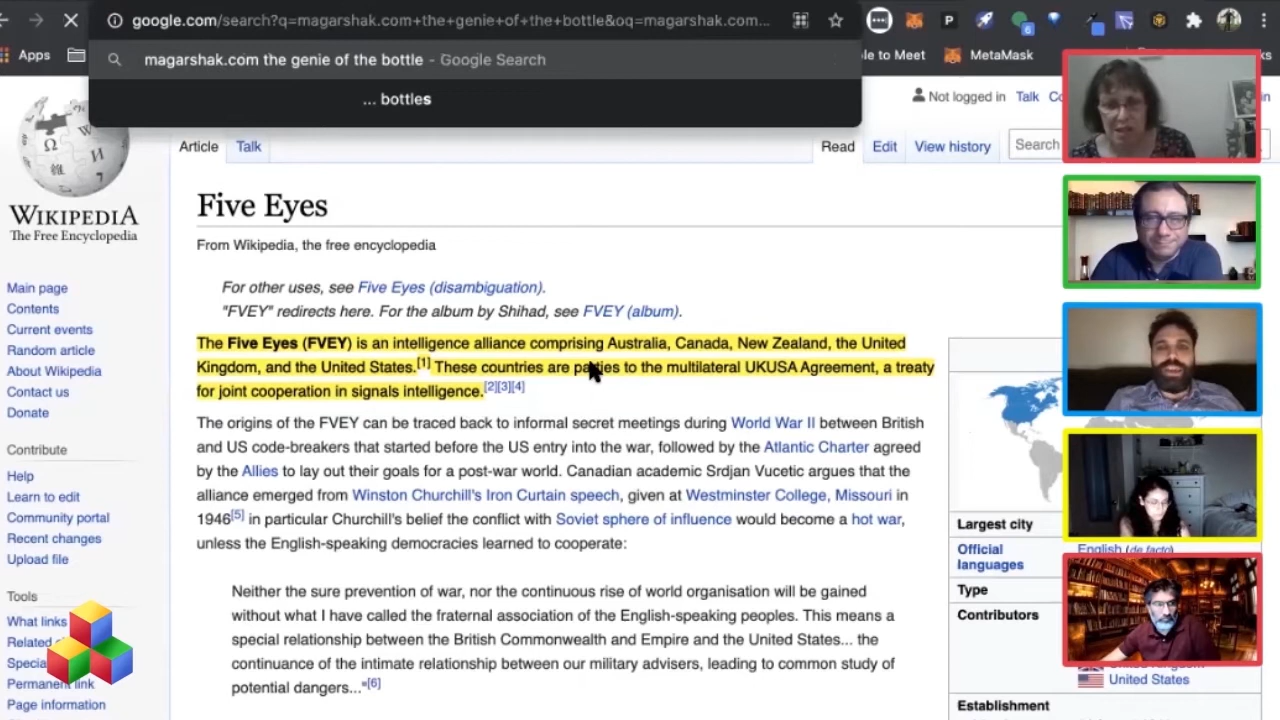 google.com/search?q=magarshak.com+the+genie+of+the+bottle&oq=magarshak.com...
magarshak.com the genie of the bottle - Google Search
... bottles
P
6
Apps
le to Meet
MetaMask
ks
Not logged in
Talk
Co
in
Article
Talk
Read
Edit
View history
Search
WIKIPEDIA
The Free Encyclopedia
Main page
Contents
Current events
Random article
About Wikipedia
Contact us
Donate
Contribute
Help
Learn to edit
Community portal
Recent changes
Upload file
Tools
What links
Related
Specia
Permanent link
Page information
Five Eyes
From Wikipedia, the free encyclopedia
For other uses, see Five Eyes (disambiguation).
"FVEY" redirects here. For the album by Shihad, see FVEY (album).
The Five Eyes (FVEY) is an intelligence alliance comprising Australia, Canada, New Zealand, the United
Kingdom, and the United States.[1] These countries are parties to the multilateral UKUSA Agreement, a treaty
for joint cooperation in signals intelligence.[2][3][4]
The origins of the FVEY can be traced back to informal secret meetings during World War II between British
and US code-breakers that started before the US entry into the war, followed by the Atlantic Charter agreed
by the Allies to lay out their goals for a post-war world. Canadian academic Srdjan Vucetic argues that the
alliance emerged from Winston Churchill's Iron Curtain speech, given at Westminster College, Missouri in
1946[5] in particular Churchill's belief the conflict with Soviet sphere of influence would become a hot war,
unless the English-speaking democracies learned to cooperate:
Neither the sure prevention of war, nor the continuous rise of world organisation will be gained
without what I have called the fraternal association of the English-speaking peoples. This means a
special relationship between the British Commonwealth and Empire and the United States... the
continuance of the intimate relationship between our military advisers, leading to common study of
potential dangers..."[6]
Largest city
Official
languages
English (de facto)
Type
Contributors
United Kingdom
United States
Establishment